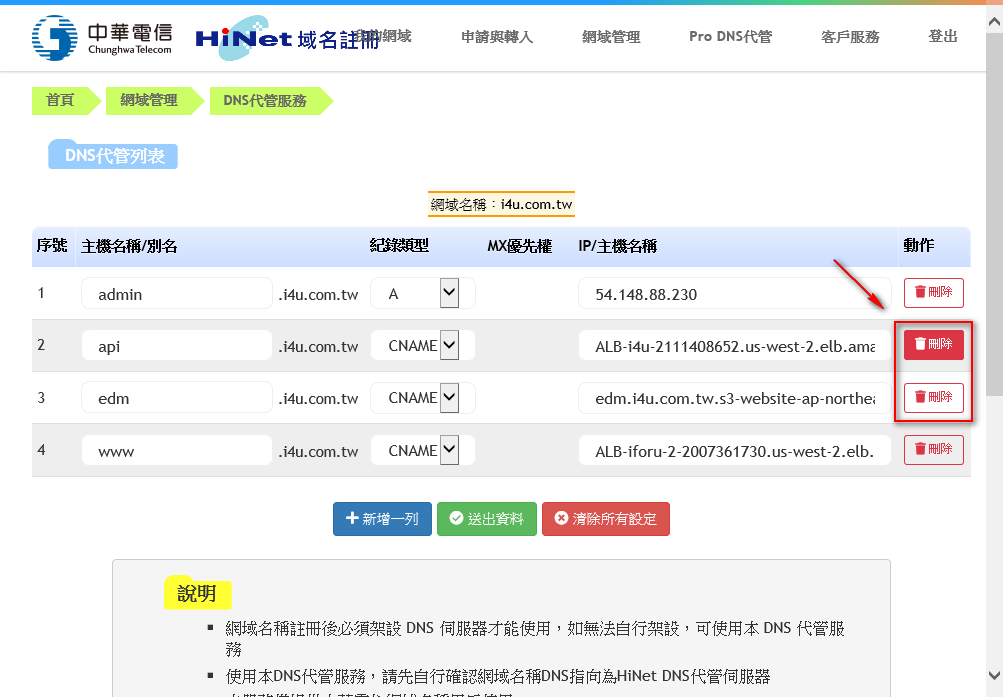 中華電信
Chunghwa Telecom
HiNet 域名註冊
我的網域 申請與轉入 網域管理 Pro DNS代管 客戶服務 登出
首頁 網域管理 DNS代管服務
DNS代管列表
網域名稱：i4u.com.tw
序號 主機名稱/別名 紀錄類型 MX優先權 IP/主機名稱 動作
1 admin .i4u.com.tw A 54.148.88.230 刪除
2 api .i4u.com.tw CNAME ALB-i4u-2111408652.us-west-2.elb.ama 刪除
3 edm .i4u.com.tw CNAME edm.i4u.com.tw.s3-website-ap-northea 刪除
4 www .i4u.com.tw CNAME ALB-iforu-2-2007361730.us-west-2.elb. 刪除
新增一列 送出資料 清除所有設定
說明
網域名稱註冊後必須架設 DNS 伺服器才能使用，如無法自行架設，可使用本 DNS 代管服
務
使用本DNS代管服務，請先自行確認網域名稱DNS指向為HiNet DNS代管伺服器